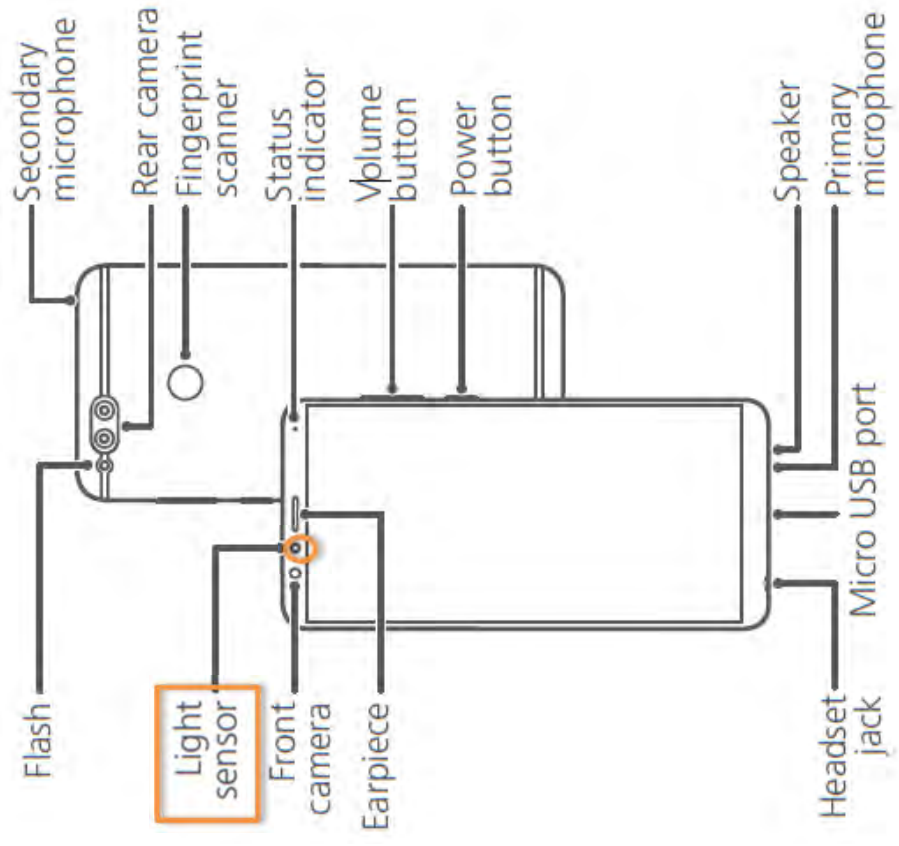 Flash
Light
sensor
Front
camera
Earpiece
Secondary
microphone
Rear camera
Fingerprint
scanner
Status
indicator
Volume
button
Power
button
Speaker
Primary
microphone
Micro USB port
Headset
jack